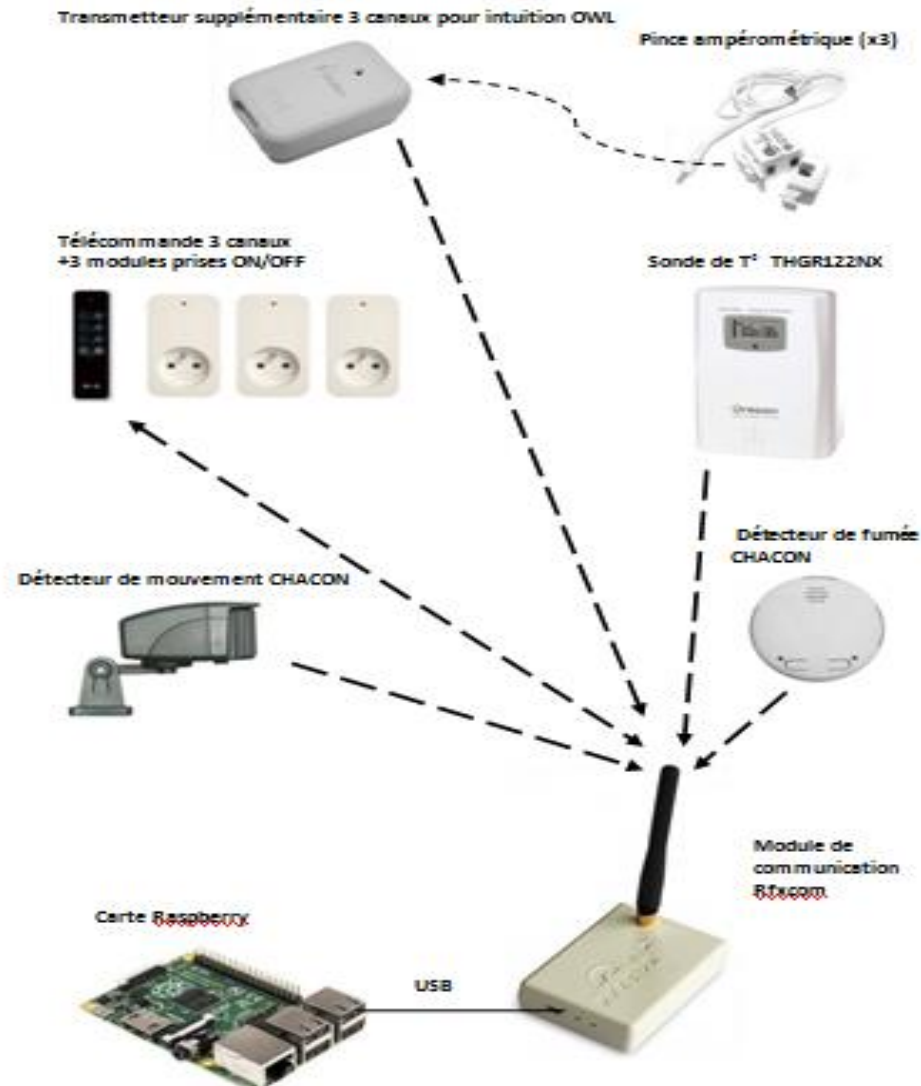 Transmetteur supplémentaire 3 canaux pour intuition OWL
Pince ampérométrique (x3)
Télécommande 3 canaux
+3 modules prises ON/OFF
Sonde de T° THGR122NX
Détecteur de fumée
CHACON
Détecteur de mouvement CHACON
Module de
communication
Rfxcom
Carte Raspberry
USB